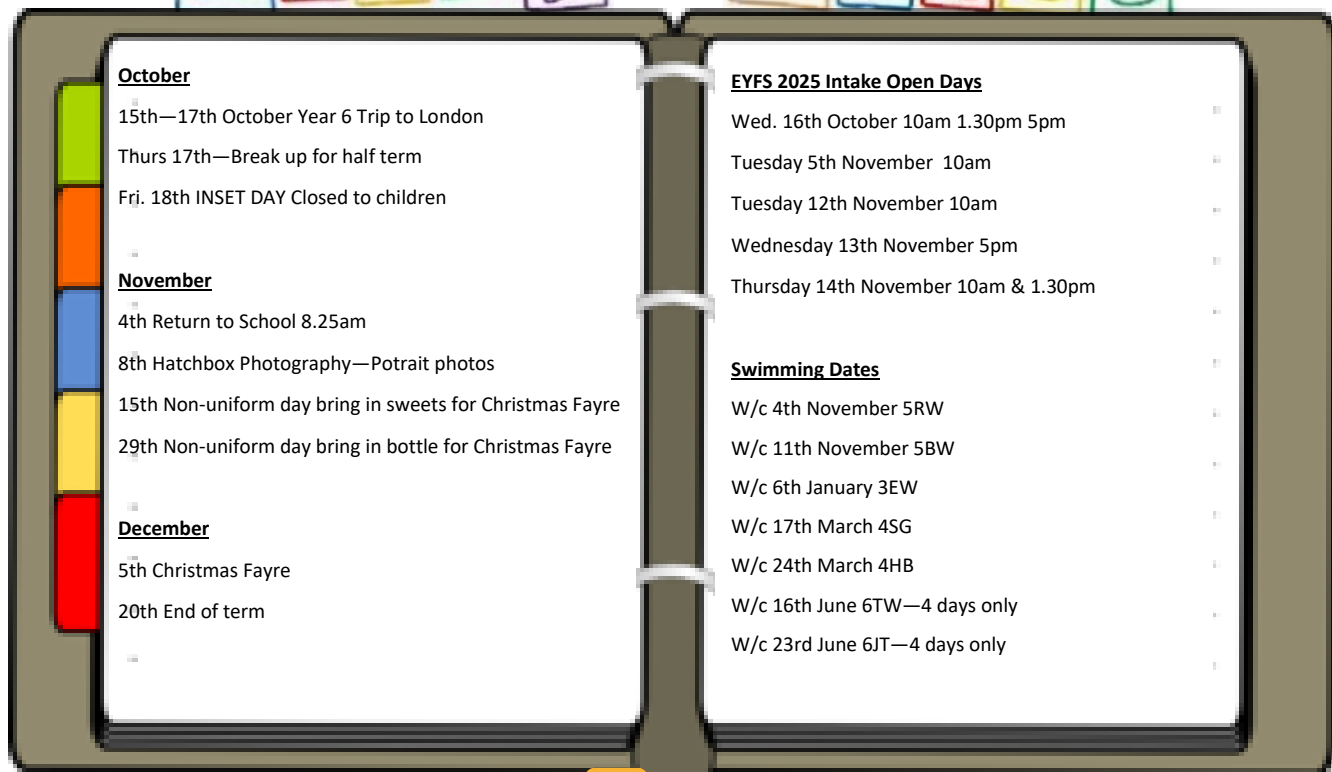 October
15th—17th October Year 6 Trip to London
Thurs 17th—Break up for half term
Fri. 18th INSET DAY Closed to children
November
4th Return to School 8.25am
8th Hatchbox Photography—Potrait photos
15th Non-uniform day bring in sweets for Christmas Fayre
29th Non-uniform day bring in bottle for Christmas Fayre
December
5th Christmas Fayre
20th End of term
EYFS 2025 Intake Open Days
Wed. 16th October 10am 1.30pm 5pm
Tuesday 5th November  10am
Tuesday 12th November 10am
Wednesday 13th November 5pm
Thursday 14th November 10am & 1.30pm
Swimming Dates
W/c 4th November 5RW
W/c 11th November 5BW
W/c 6th January 3EW
W/c 17th March 4SG
W/c 24th March 4HB
W/c 16th June 6TW—4 days only
W/c 23rd June 6JT—4 days only